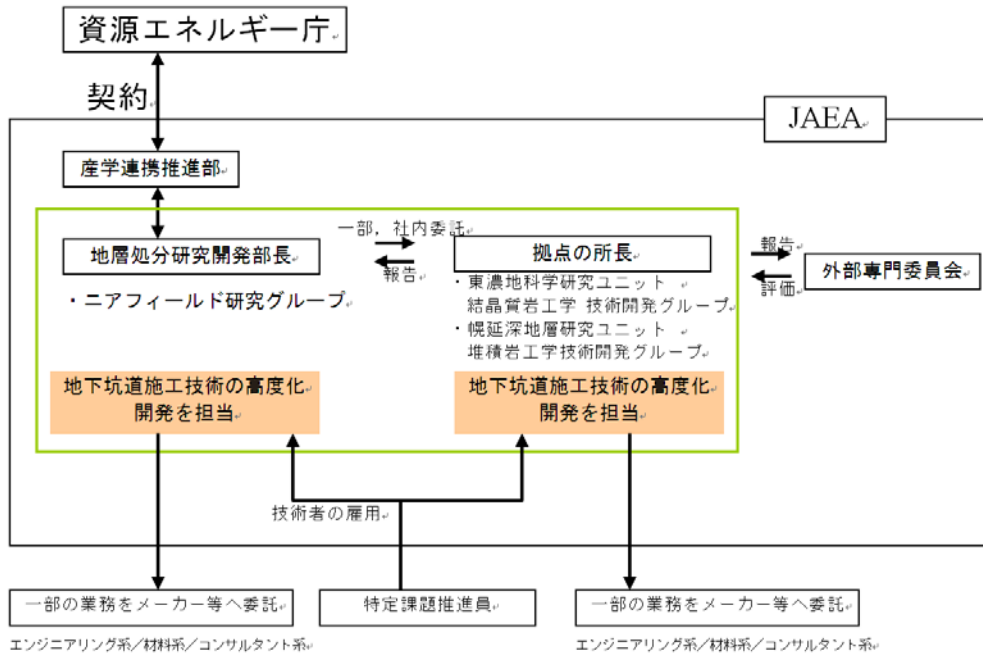 資源エネルギー庁
契約
JAEA
産学連携推進部
地層処分研究開発部長
・ニアフィールド研究グループ
一部，社内委託
報告
拠点の所長
・東濃地科学研究ユニット
結晶質岩工学 技術開発グループ
・幌延深地層研究ユニット
堆積岩工学技術開発グループ
報告
評価
外部専門委員会
地下坑道施工技術の高度化
開発を担当
地下坑道施工技術の高度化
開発を担当
技術者の雇用
一部の業務をメーカー等へ委託
エンジニアリング系／材料系／コンサルタント系
特定課題推進員
一部の業務をメーカー等へ委託
エンジニアリング系／材料系／コンサルタント系